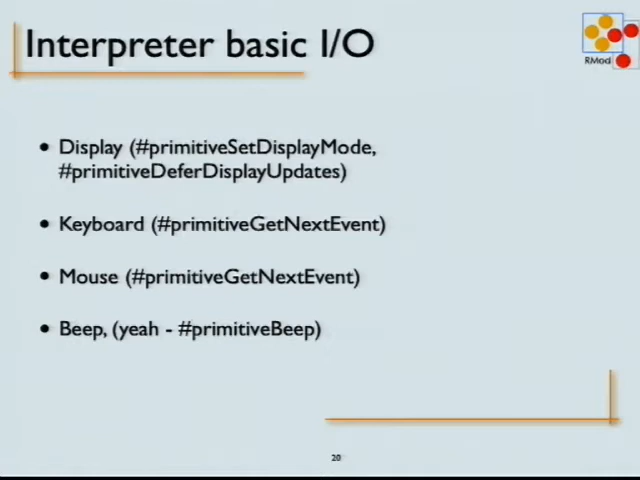 Interpreter basic I/O
RMod
• Display (#primitiveSetDisplayMode,
#primitiveDeferDisplayUpdates)
• Keyboard (#primitiveGetNextEvent)
• Mouse (#primitiveGetNextEvent)
• Beep, (yeah - #primitiveBeep)
20